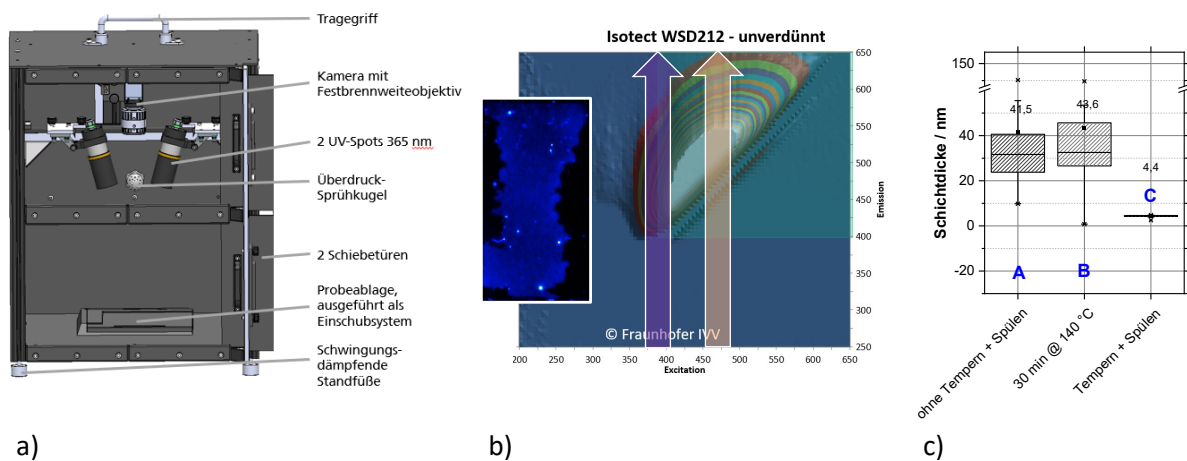 Tragegriff
Kamera mit
Festbrennweiteobjektiv
2 UV-Spots 365 nm
Überdruck-
Sprühkugel
2 Schiebetüren
Probeablage,
ausgeführt als
Einschubsystem
Schwingungs-
dämpfende
Standfüße
a)
Isotect WSD212 - unverdünnt
650
600
550
500
450
400
350
300
250
Emission
© Fraunhofer IVV
200 250 300 350 400 450 500 550 600 650
Excitation
b)
150
40
20
0
-20
Schichtdicke / nm
41,5
43,6
4,4
A
B
C
ohne Tempern + Spülen
30 min @ 140 °C
Tempern + Spülen
c)